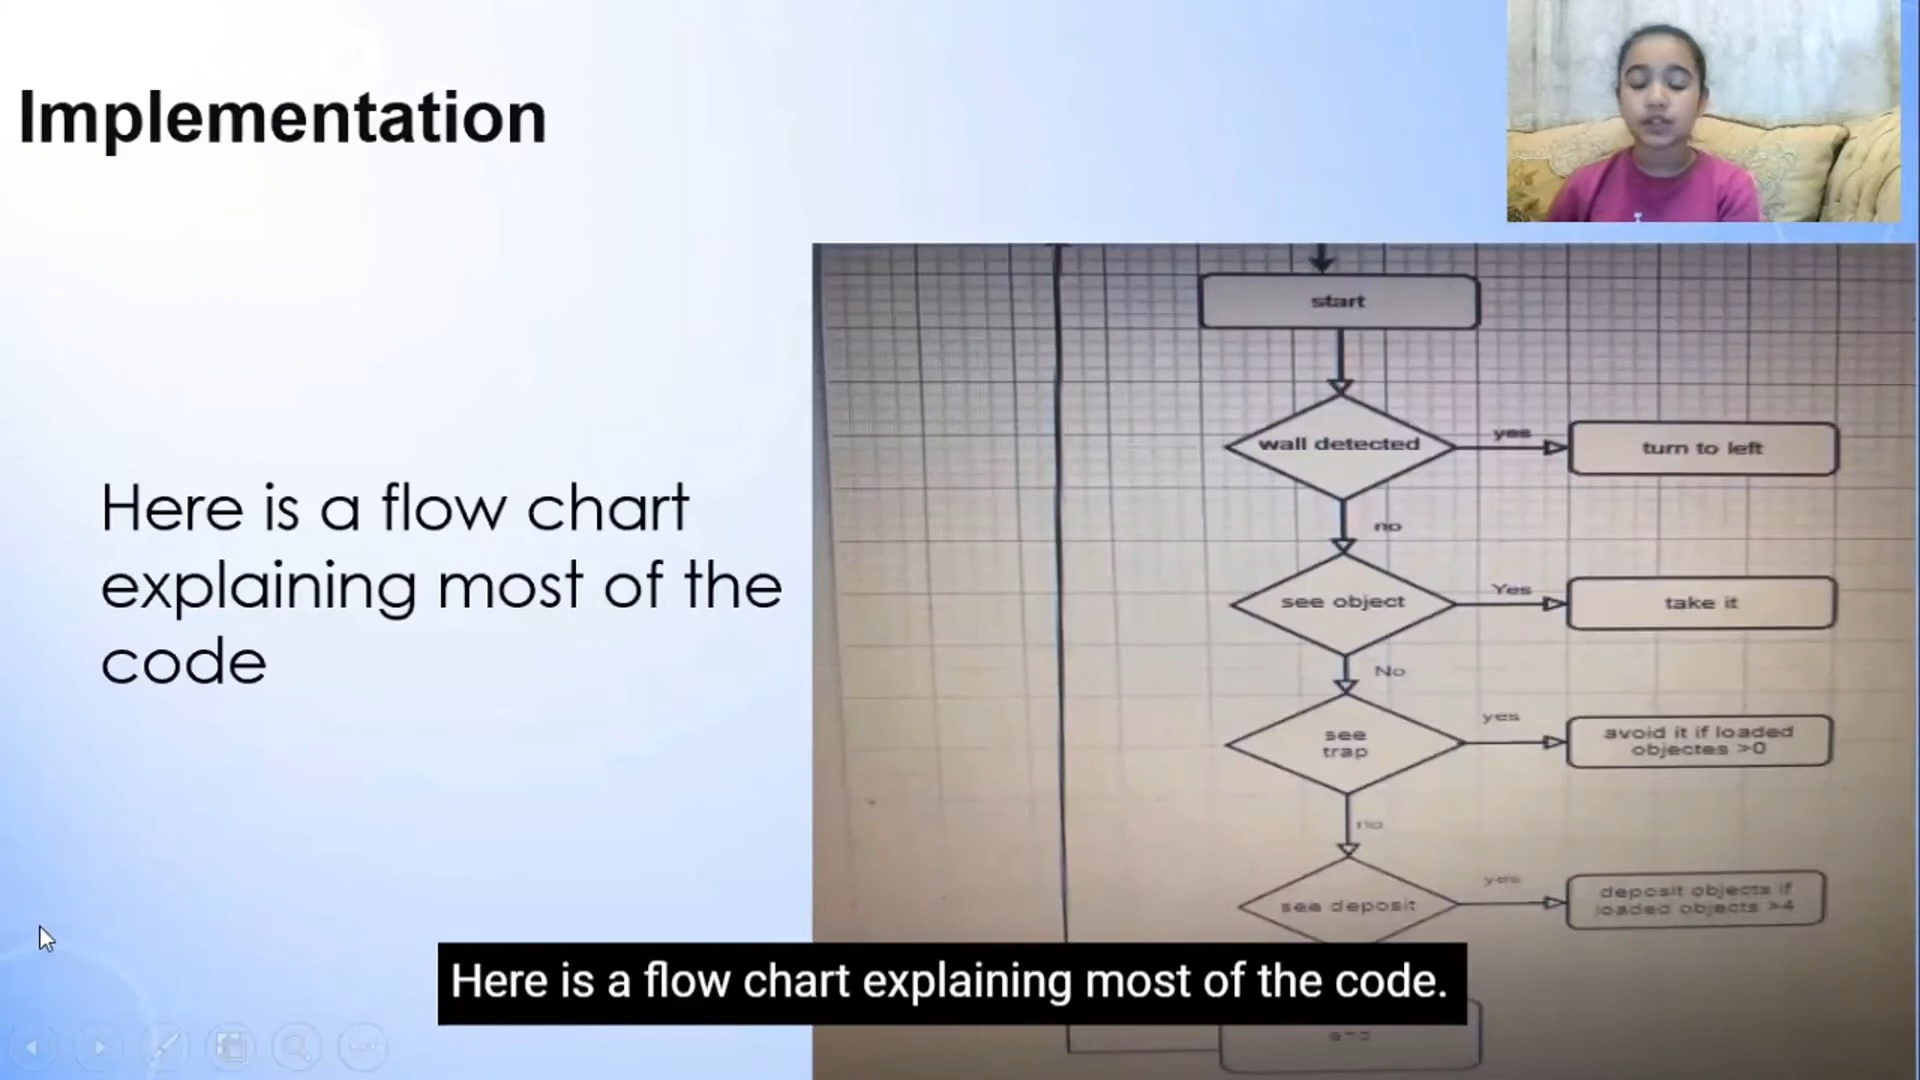 Implementation
Here is a flow chart
explaining most of the
code
start
wall detected
yes
turn to left
no
see object
Yes
take it
No
see
trap
yes
avoid it if loaded
objectes >0
no
see deposit
yes
deposit objects if
loaded objects >4
Here is a flow chart explaining most of the code.